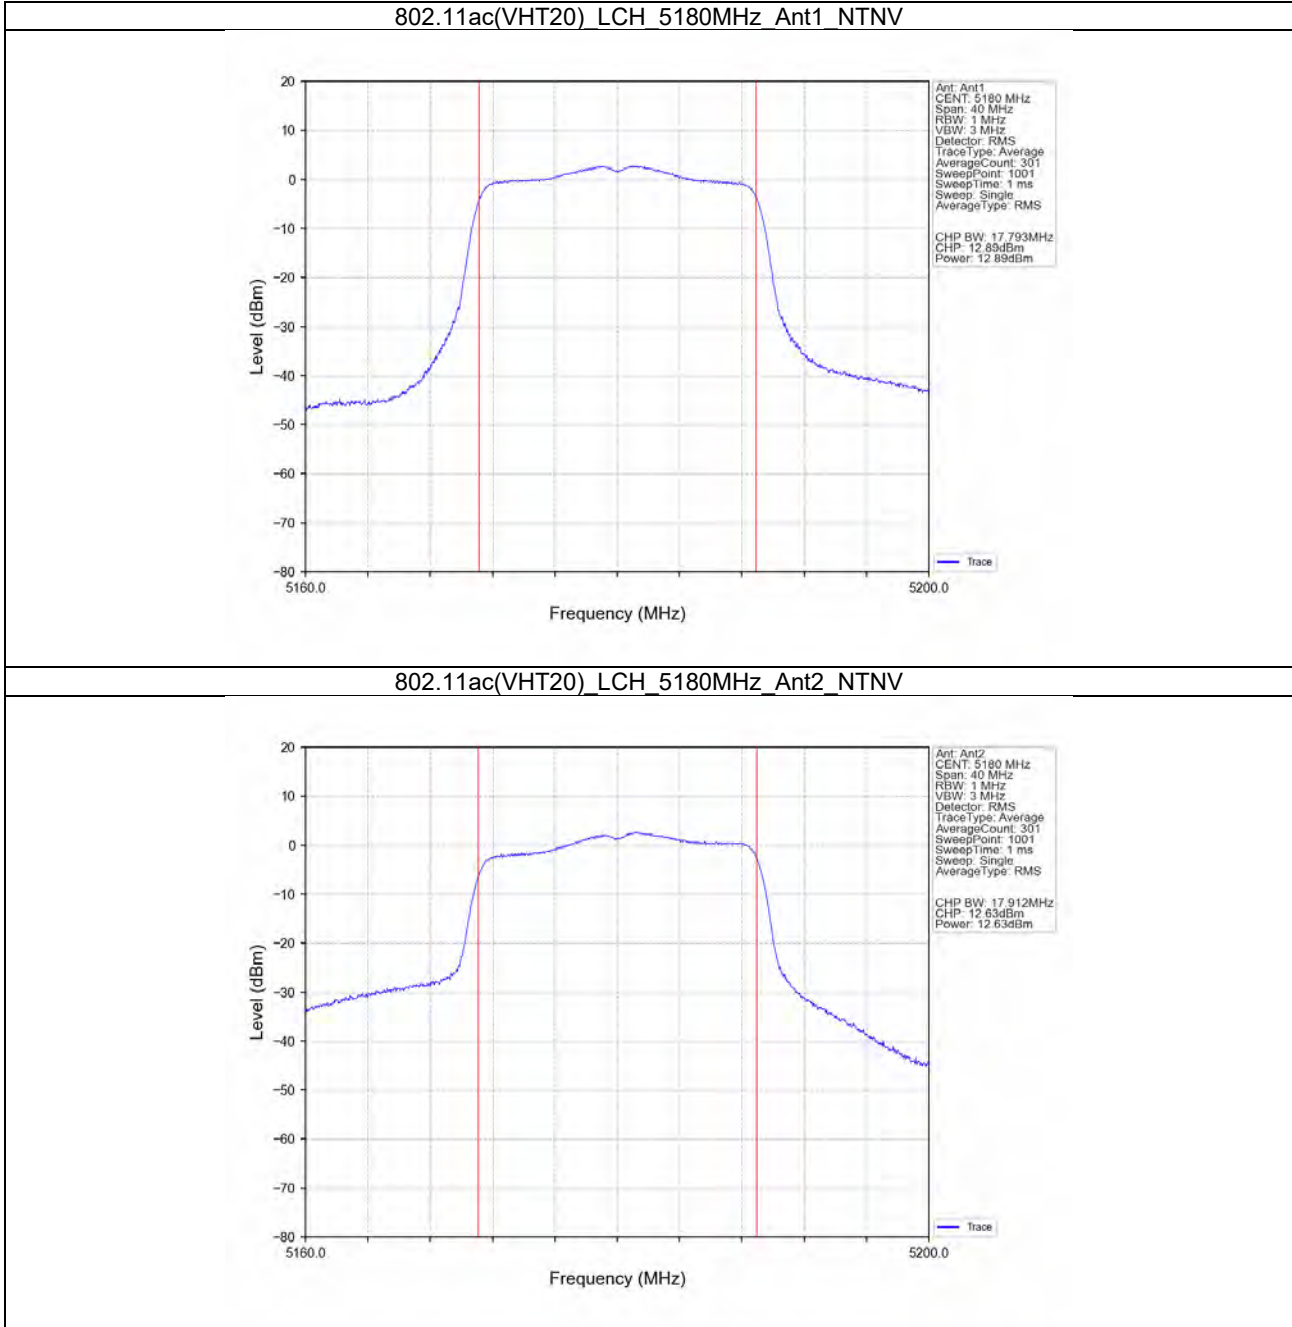 802.11ac(VHT20)_LCH_5180MHz_Ant1_NTNV
20
10
0
−10
−20
−30
−40
−50
−60
−70
−80
Level (dBm)
5160.0
5200.0
Frequency (MHz)
Ant: Ant1
CENT: 5180 MHz
Span: 40 MHz
RBW: 1 MHz
VBW: 3 MHz
Detector: RMS
TraceType: Average
AverageCount: 301
SweepPoint: 1001
SweepTime: 1 ms
Sweep: Single
AverageType: RMS
CHP BW: 17.793MHz
CHP: 12.89dBm
Power: 12.89dBm
Trace
802.11ac(VHT20)_LCH_5180MHz_Ant2_NTNV
20
10
0
−10
−20
−30
−40
−50
−60
−70
−80
Level (dBm)
5160.0
5200.0
Frequency (MHz)
Ant: Ant2
CENT: 5180 MHz
Span: 40 MHz
RBW: 1 MHz
VBW: 3 MHz
Detector: RMS
TraceType: Average
AverageCount: 301
SweepPoint: 1001
SweepTime: 1 ms
Sweep: Single
AverageType: RMS
CHP BW: 17.912MHz
CHP: 12.63dBm
Power: 12.63dBm
Trace